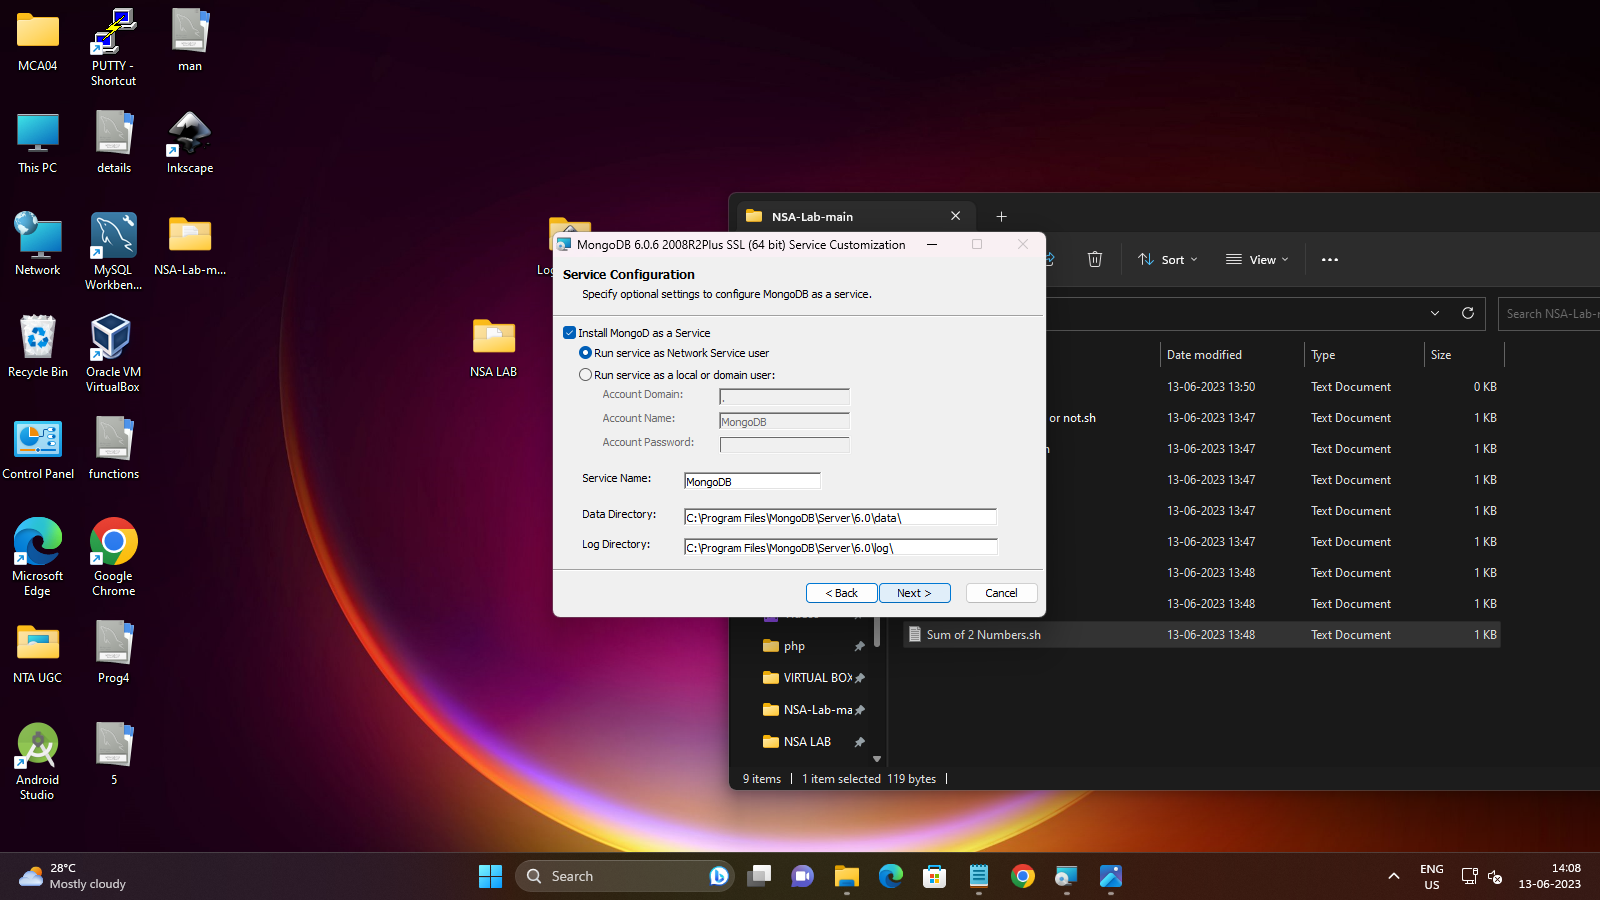 MCA04
PUTTY -
Shortcut
man
This PC
details
Inkscape
Network
MySQL
Workben...
NSA-Lab-m...
Recycle Bin
Oracle VM
VirtualBox
Control Panel
functions
Microsoft
Edge
Google
Chrome
NTA UGC
Prog4
Android
Studio
5
NSA LAB
MongoDB 6.0.6 2008R2Plus SSL (64 bit) Service Customization
Service Configuration
Specify optional settings to configure MongoDB as a service.
Install MongoD as a Service
Run service as Network Service user
Run service as a local or domain user:
Account Domain:
.
Account Name:
MongoDB
Account Password:
Service Name:
MongoDB
Data Directory:
C:\Program Files\MongoDB\Server\6.0\data\
Log Directory:
C:\Program Files\MongoDB\Server\6.0\log\
< Back
Next >
Cancel
NSA-Lab-main
Sort
View
Search NSA-Lab-
Date modified
Type
Size
13-06-2023 13:50 Text Document 0 KB
or not.sh 13-06-2023 13:47 Text Document 1 KB
13-06-2023 13:47 Text Document 1 KB
13-06-2023 13:47 Text Document 1 KB
13-06-2023 13:47 Text Document 1 KB
13-06-2023 13:47 Text Document 1 KB
13-06-2023 13:48 Text Document 1 KB
13-06-2023 13:48 Text Document 1 KB
Sum of 2 Numbers.sh 13-06-2023 13:48 Text Document 1 KB
php
VIRTUAL BOX
NSA-Lab-ma
NSA LAB
9 items
1 item selected 119 bytes
28°C
Mostly cloudy
Search
ENG
US
14:08
13-06-2023